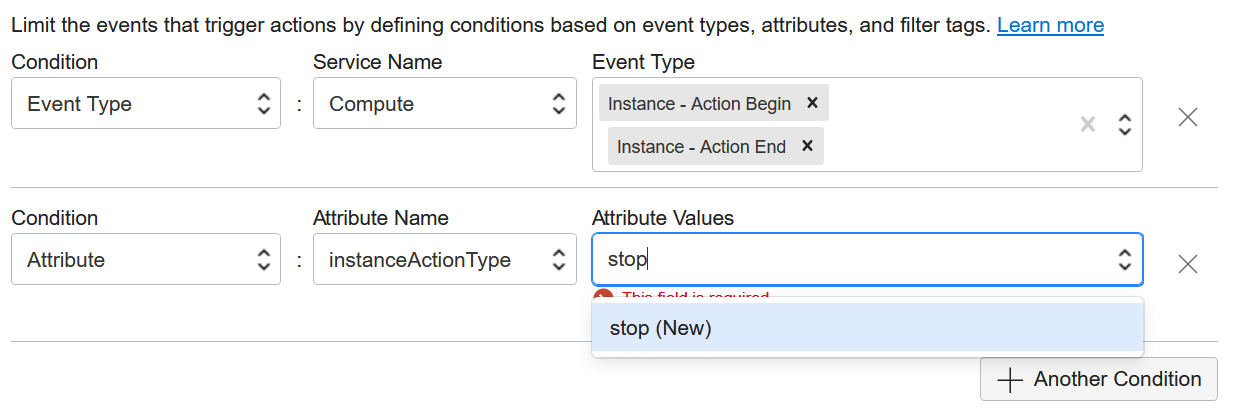 Limit the events that trigger actions by defining conditions based on event types, attributes, and filter tags. Learn more
Condition Service Name Event Type
Event Type : Compute Instance - Action Begin
Instance - Action End
Condition Attribute Name Attribute Values
Attribute : instanceActionType stop
This field is required
stop (New)
Another Condition